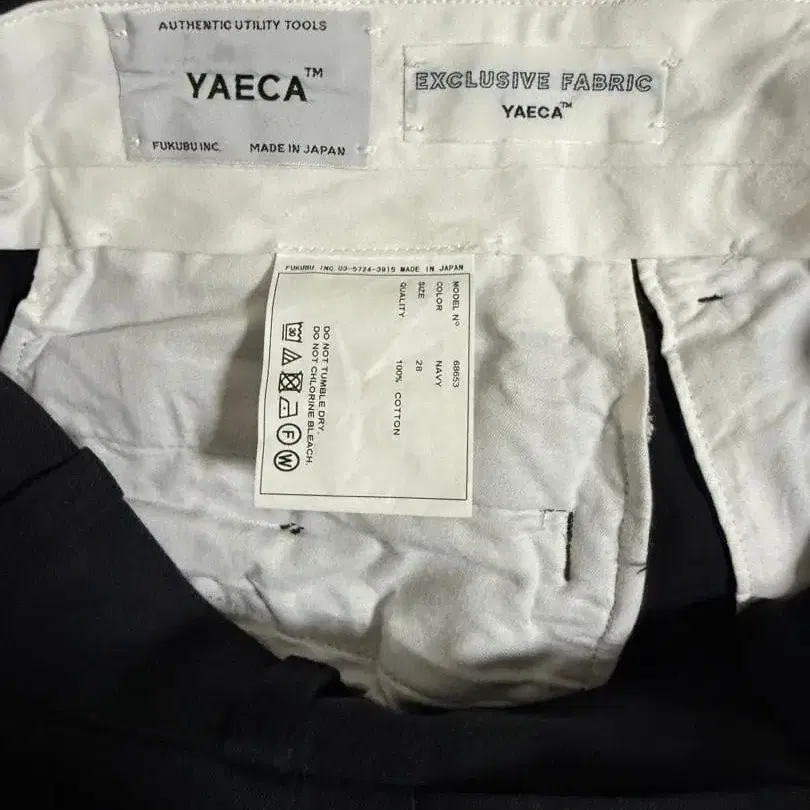 AUTHENTIC UTILITY TOOLS
YAECA™
FUKUBU INC. MADE IN JAPAN
EXCLUSIVE FABRIC
YAECA™
FUKUBU INC. 03-5724-3915 MADE IN JAPAN
MODEL N° 68653
COLOR NAVY
SIZE 28
QUALITY 100% COTTON
DO NOT TUMBLE DRY.
DO NOT CHLORINE BLEACH.
30
F
W